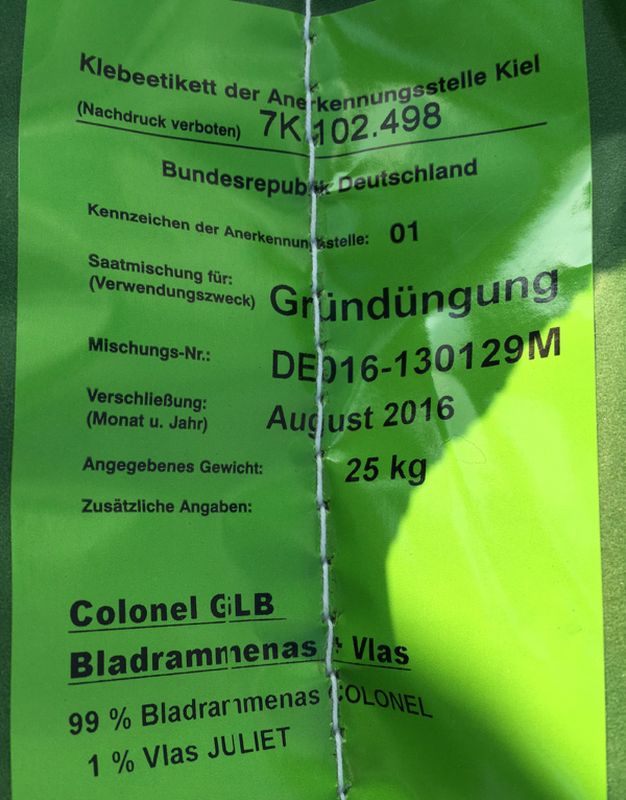 Klebeetikett der Anerkennungsstelle Kiel
(Nachdruck verboten) 7K 102.498
Bundesrepublik Deutschland
Kennzeichen der Anerkennungsstelle: 01
Saatmischung für: Gründüngung
(Verwendungszweck)
Mischungs-Nr.: DE016-130129M
Verschließung: August 2016
(Monat u. Jahr)
Angegebenes Gewicht: 25 kg
Zusätzliche Angaben:
Colonel GLB
Bladrammenas + Vlas
99 % Bladrammenas COLONEL
1 % Vlas JULIET